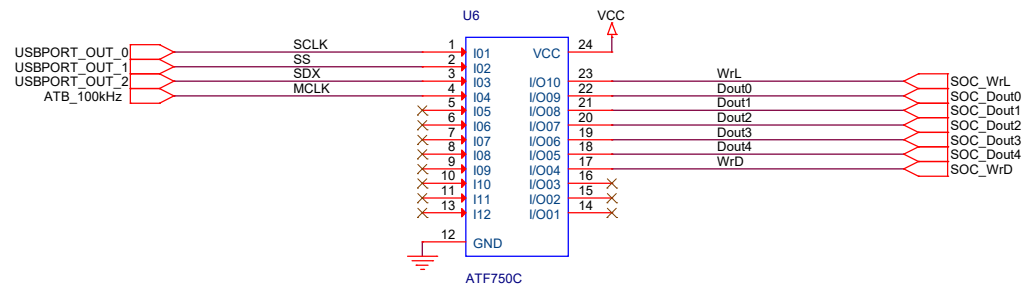 U6
VCC
USBPORT_OUT_0 SCLK 1 I01 VCC 24
USBPORT_OUT_1 SS 2 I02
USBPORT_OUT_2 SDX 3 I03 I/O10 23 WrL SOC_WrL
ATB_100kHz MCLK 4 I04 I/O09 22 Dout0 SOC_Dout0
5 I05 I/O08 21 Dout1 SOC_Dout1
6 I06 I/O07 20 Dout2 SOC_Dout2
7 I07 I/O06 19 Dout3 SOC_Dout3
8 I08 I/O05 18 Dout4 SOC_Dout4
9 I09 I/O04 17 WrD SOC_WrD
10 I10 I/O03 16
11 I11 I/O02 15
13 I12 I/O01 14
12 GND
ATF750C